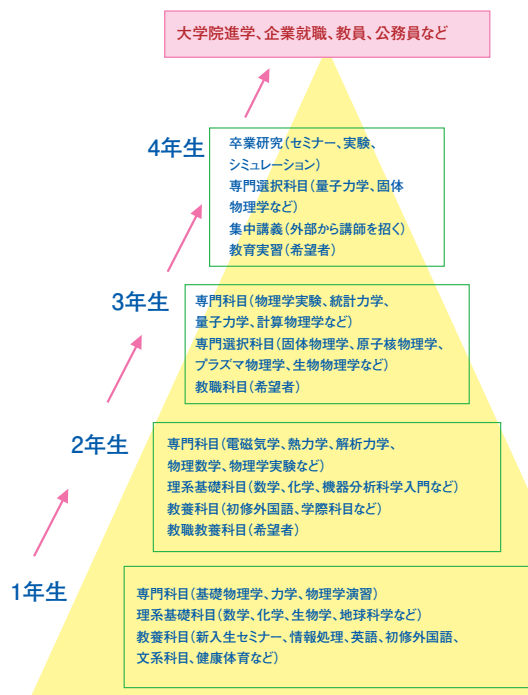 大学院進学、企業就職、教員、公務員など
4年生
卒業研究(セミナー、実験、
シミュレーション)
専門選択科目(量子力学、固体
物理学など)
集中講義(外部から講師を招く)
教育実習(希望者)
3年生
専門科目(物理学実験、統計力学、
量子力学、計算物理学など)
専門選択科目(固体物理学、原子核物理学、
プラズマ物理学、生物物理学など)
教職科目(希望者)
2年生
専門科目(電磁気学、熱力学、解析力学、
物理数学、物理学実験など)
理系基礎科目(数学、化学、機器分析科学入門など)
教養科目(初修外国語、学際科目など)
教職教養科目(希望者)
1年生
専門科目(基礎物理学、力学、物理学演習)
理系基礎科目(数学、化学、生物学、地球科学など)
教養科目(新入生セミナー、情報処理、英語、初修外国語、
文系科目、健康体育など)